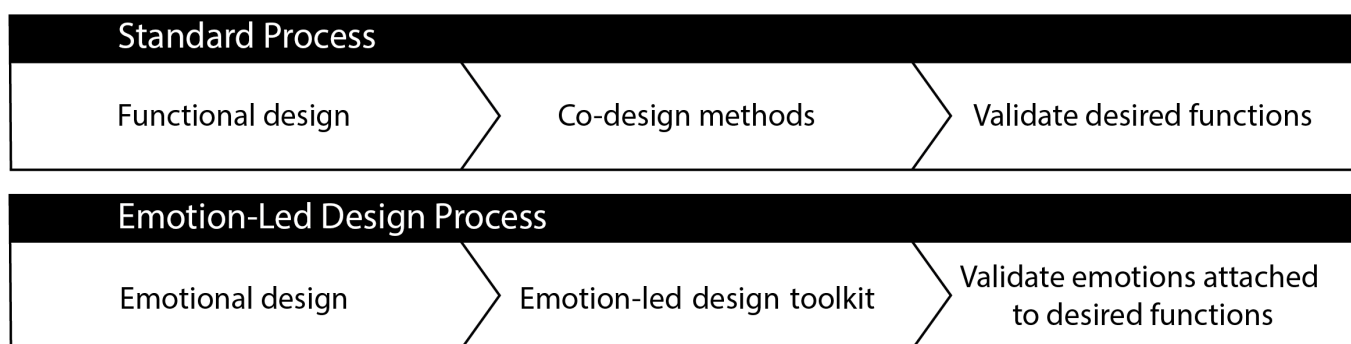 Standard Process
Functional design
Co-design methods
Validate desired functions
Emotion-Led Design Process
Emotional design
Emotion-led design toolkit
Validate emotions attached
to desired functions